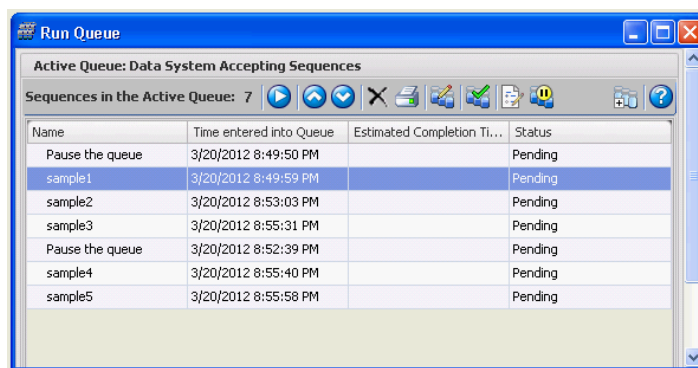 Run Queue
Active Queue: Data System Accepting Sequences
Sequences in the Active Queue: 7
Name Time entered into Queue Estimated Completion Ti... Status
Pause the queue 3/20/2012 8:49:50 PM Pending
sample1 3/20/2012 8:49:59 PM Pending
sample2 3/20/2012 8:53:03 PM Pending
sample3 3/20/2012 8:55:31 PM Pending
Pause the queue 3/20/2012 8:52:39 PM Pending
sample4 3/20/2012 8:55:40 PM Pending
sample5 3/20/2012 8:55:58 PM Pending